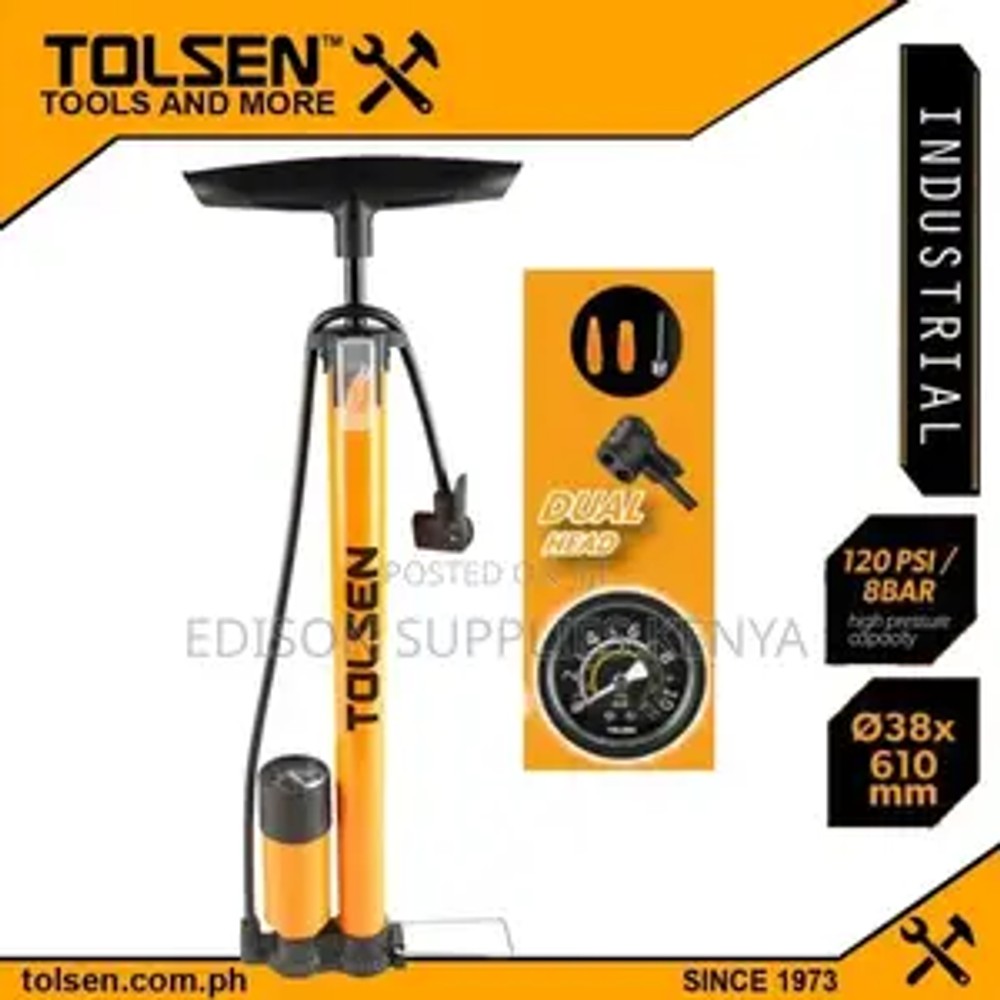 TOLSEN™
TOOLS AND MORE
INDUSTRIAL
DUAL
HEAD
120 PSI /
8BAR
high pressure
capacity
Ø38x
610
mm
TOLSEN
POSTED ON
EDISON SUPPLIES KENYA
tolsen.com.ph
SINCE 1973